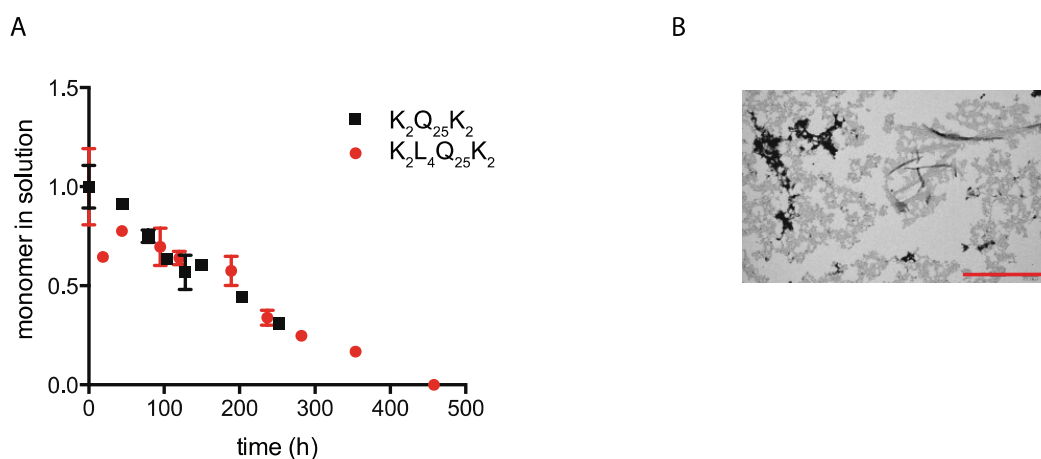 A
B
1.5
1.0
0.5
0.0
monomer in solution
K₂Q₂₅K₂
K₂L₄Q₂₅K₂
0 100 200 300 400 500
time (h)